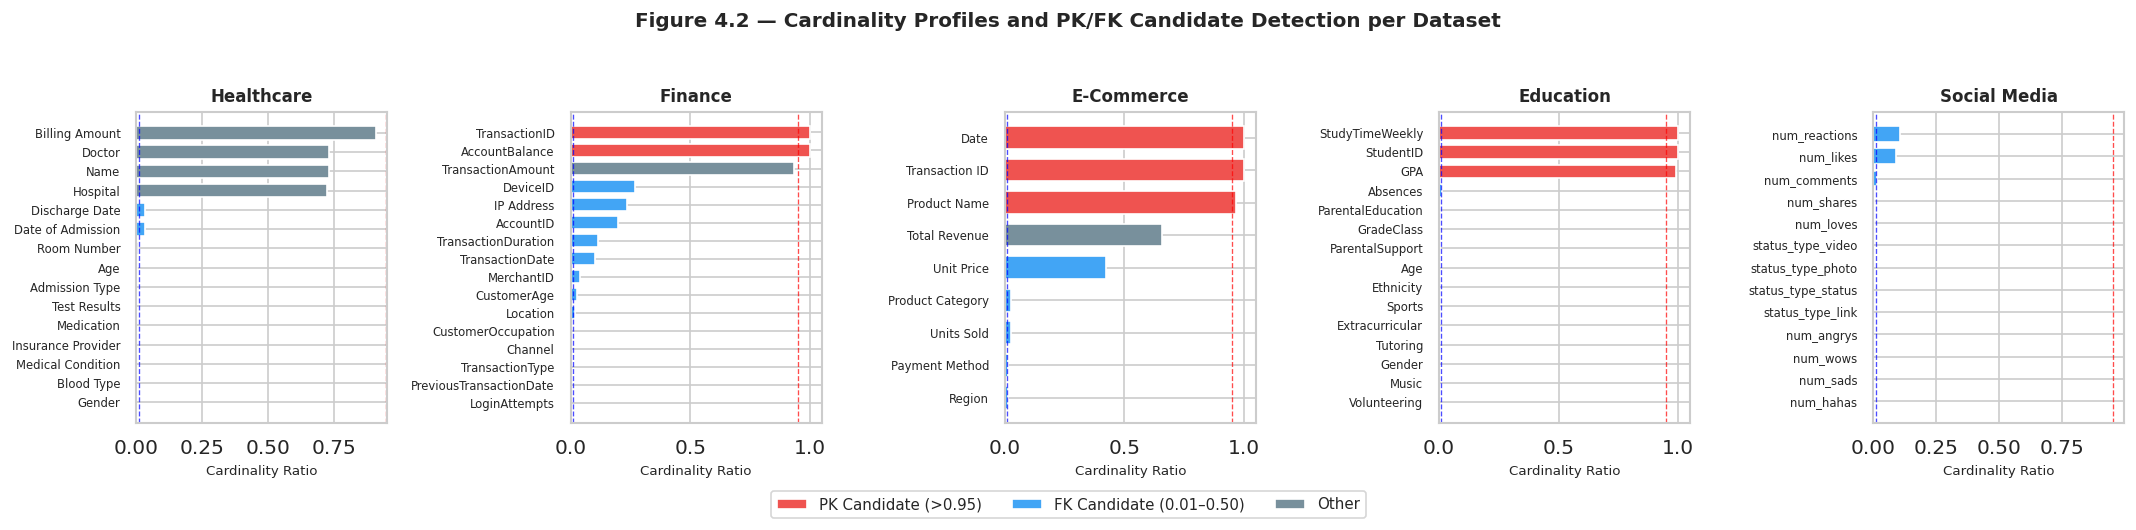 Figure 4.2 — Cardinality Profiles and PK/FK Candidate Detection per Dataset
Healthcare
Billing Amount
Doctor
Name
Hospital
Discharge Date
Date of Admission
Room Number
Age
Admission Type
Test Results
Medication
Insurance Provider
Medical Condition
Blood Type
Gender
0.00 0.25 0.50 0.75
Cardinality Ratio
Finance
TransactionID
AccountBalance
TransactionAmount
DeviceID
IP Address
AccountID
TransactionDuration
TransactionDate
MerchantID
CustomerAge
Location
CustomerOccupation
Channel
TransactionType
PreviousTransactionDate
LoginAttempts
0.0 0.5 1.0
Cardinality Ratio
E-Commerce
Date
Transaction ID
Product Name
Total Revenue
Unit Price
Product Category
Units Sold
Payment Method
Region
0.0 0.5 1.0
Cardinality Ratio
Education
StudyTimeWeekly
StudentID
GPA
Absences
ParentalEducation
GradeClass
ParentalSupport
Age
Ethnicity
Sports
Extracurricular
Tutoring
Gender
Music
Volunteering
0.0 0.5 1.0
Cardinality Ratio
Social Media
num_reactions
num_likes
num_comments
num_shares
num_loves
status_type_video
status_type_photo
status_type_status
status_type_link
num_angrys
num_wows
num_sads
num_hahas
0.00 0.25 0.50 0.75
Cardinality Ratio
PK Candidate (>0.95) FK Candidate (0.01–0.50) Other